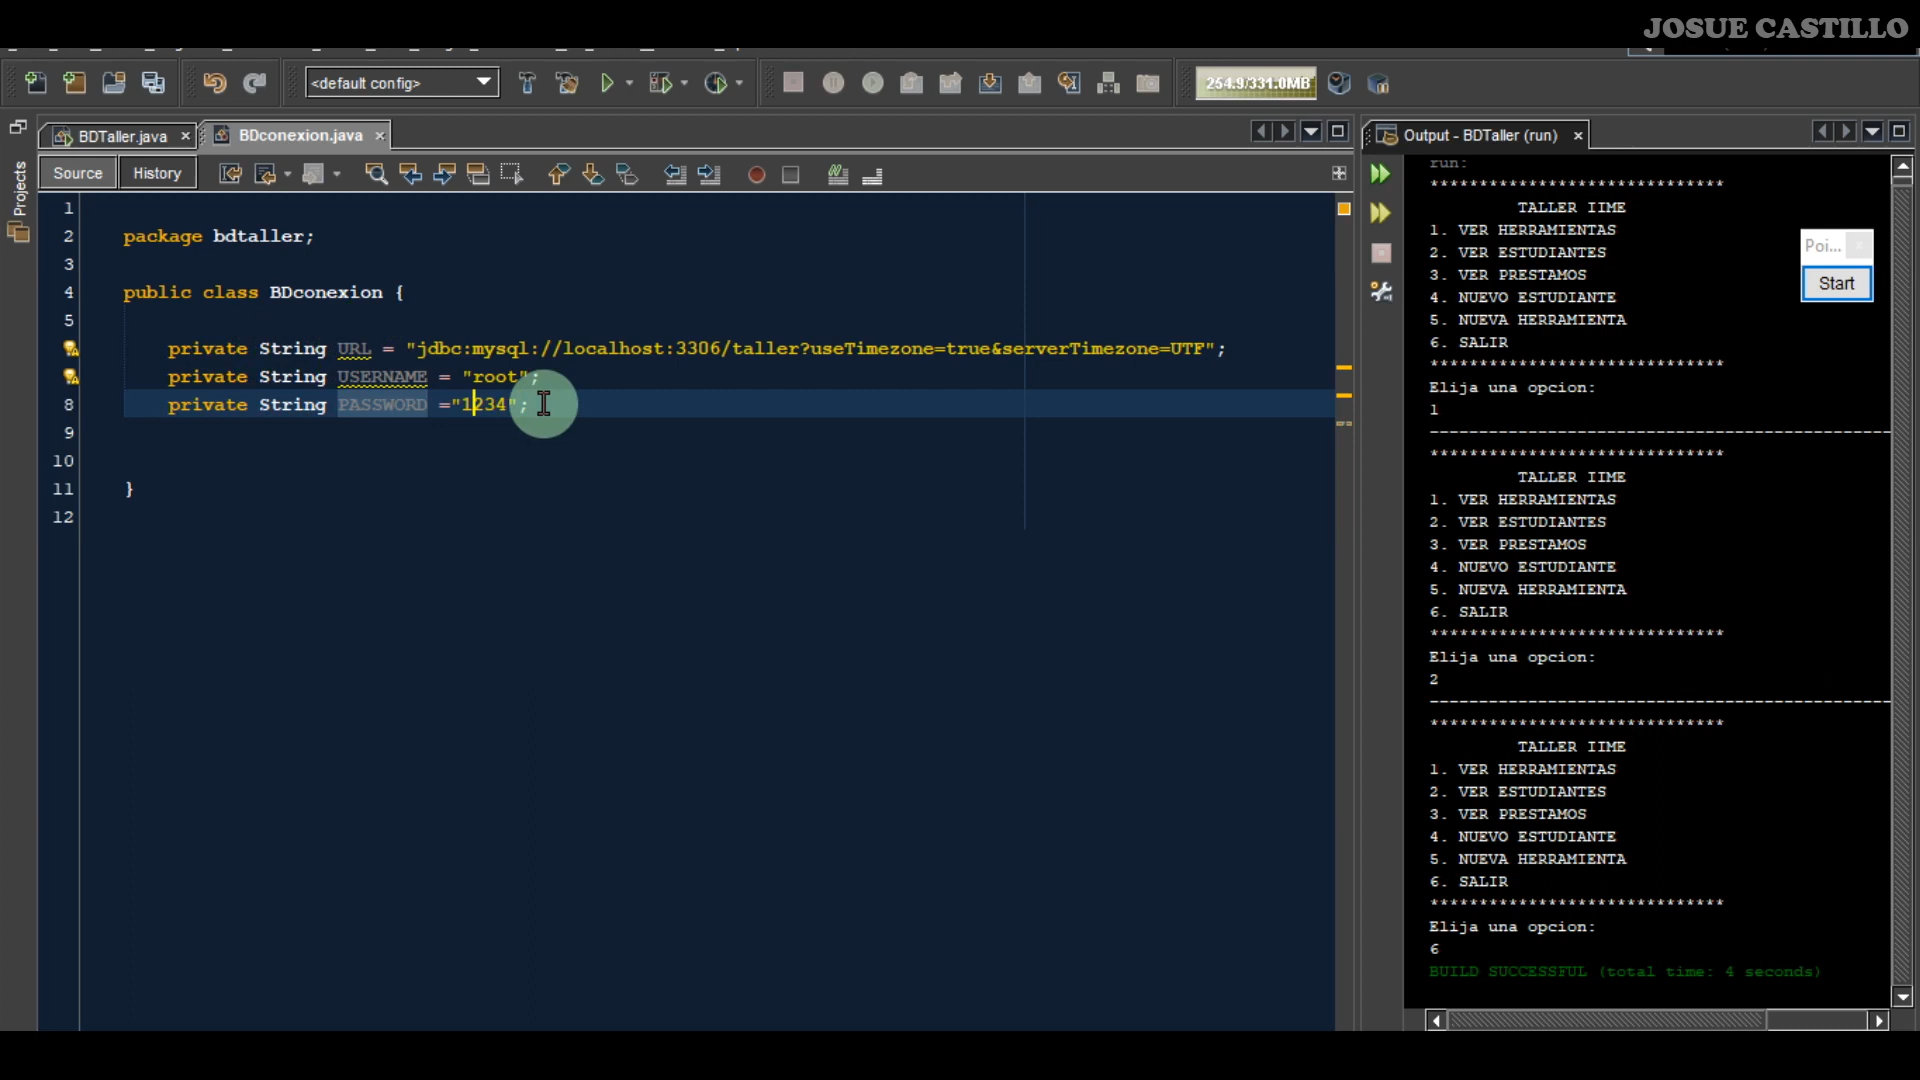 JOSUE CASTILLO
<default config>
254.9/331.0MB
Projects
BDTaller.java
BDconexion.java
Source
History
1
2 package bdtaller;
3
4 public class BDconexion {
5
private String URL = "jdbc:mysql://localhost:3306/taller?useTimezone=true&serverTimezone=UTF";
private String USERNAME = "root";
8 private String PASSWORD ="1234";
9
10
11 }
12
Output - BDTaller (run)
run:
******************************
TALLER IIME
1. VER HERRAMIENTAS
2. VER ESTUDIANTES
3. VER PRESTAMOS
4. NUEVO ESTUDIANTE
5. NUEVA HERRAMIENTA
6. SALIR
******************************
Elija una opcion:
1
-----------------------------------------------
******************************
TALLER IIME
1. VER HERRAMIENTAS
2. VER ESTUDIANTES
3. VER PRESTAMOS
4. NUEVO ESTUDIANTE
5. NUEVA HERRAMIENTA
6. SALIR
******************************
Elija una opcion:
2
-----------------------------------------------
******************************
TALLER IIME
1. VER HERRAMIENTAS
2. VER ESTUDIANTES
3. VER PRESTAMOS
4. NUEVO ESTUDIANTE
5. NUEVA HERRAMIENTA
6. SALIR
******************************
Elija una opcion:
6
BUILD SUCCESSFUL (total time: 4 seconds)
Poi...
Start